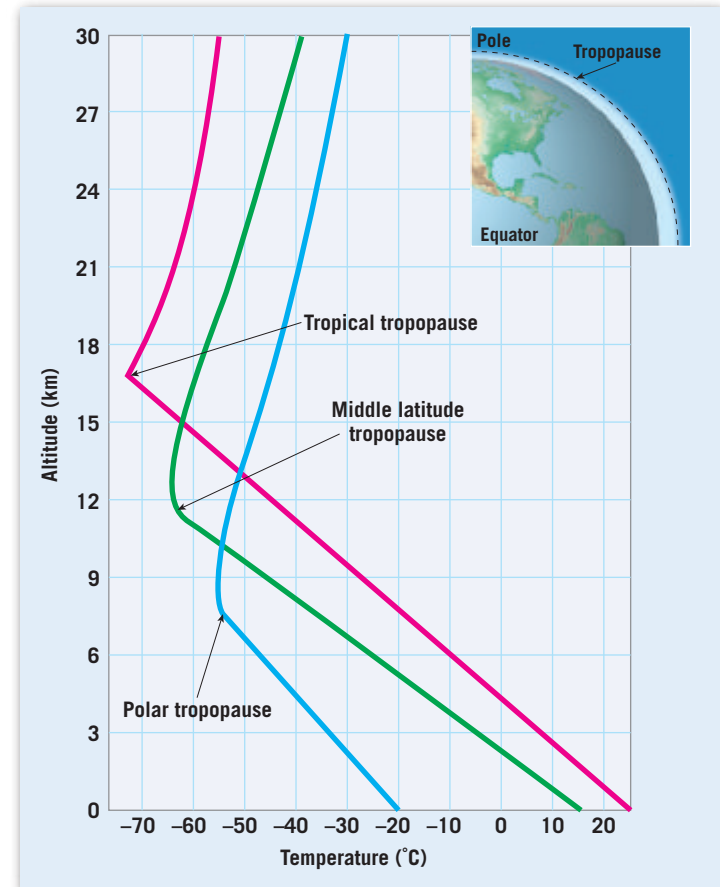 30
Pole
Tropopause
27
24
Equator
21
Tropical tropopause
18
Middle latitude
tropopause
15
Altitude (km)
12
9
6
Polar tropopause
3
0
–70 –60 –50 –40 –30 –20 –10 0 10 20
Temperature (˚C)